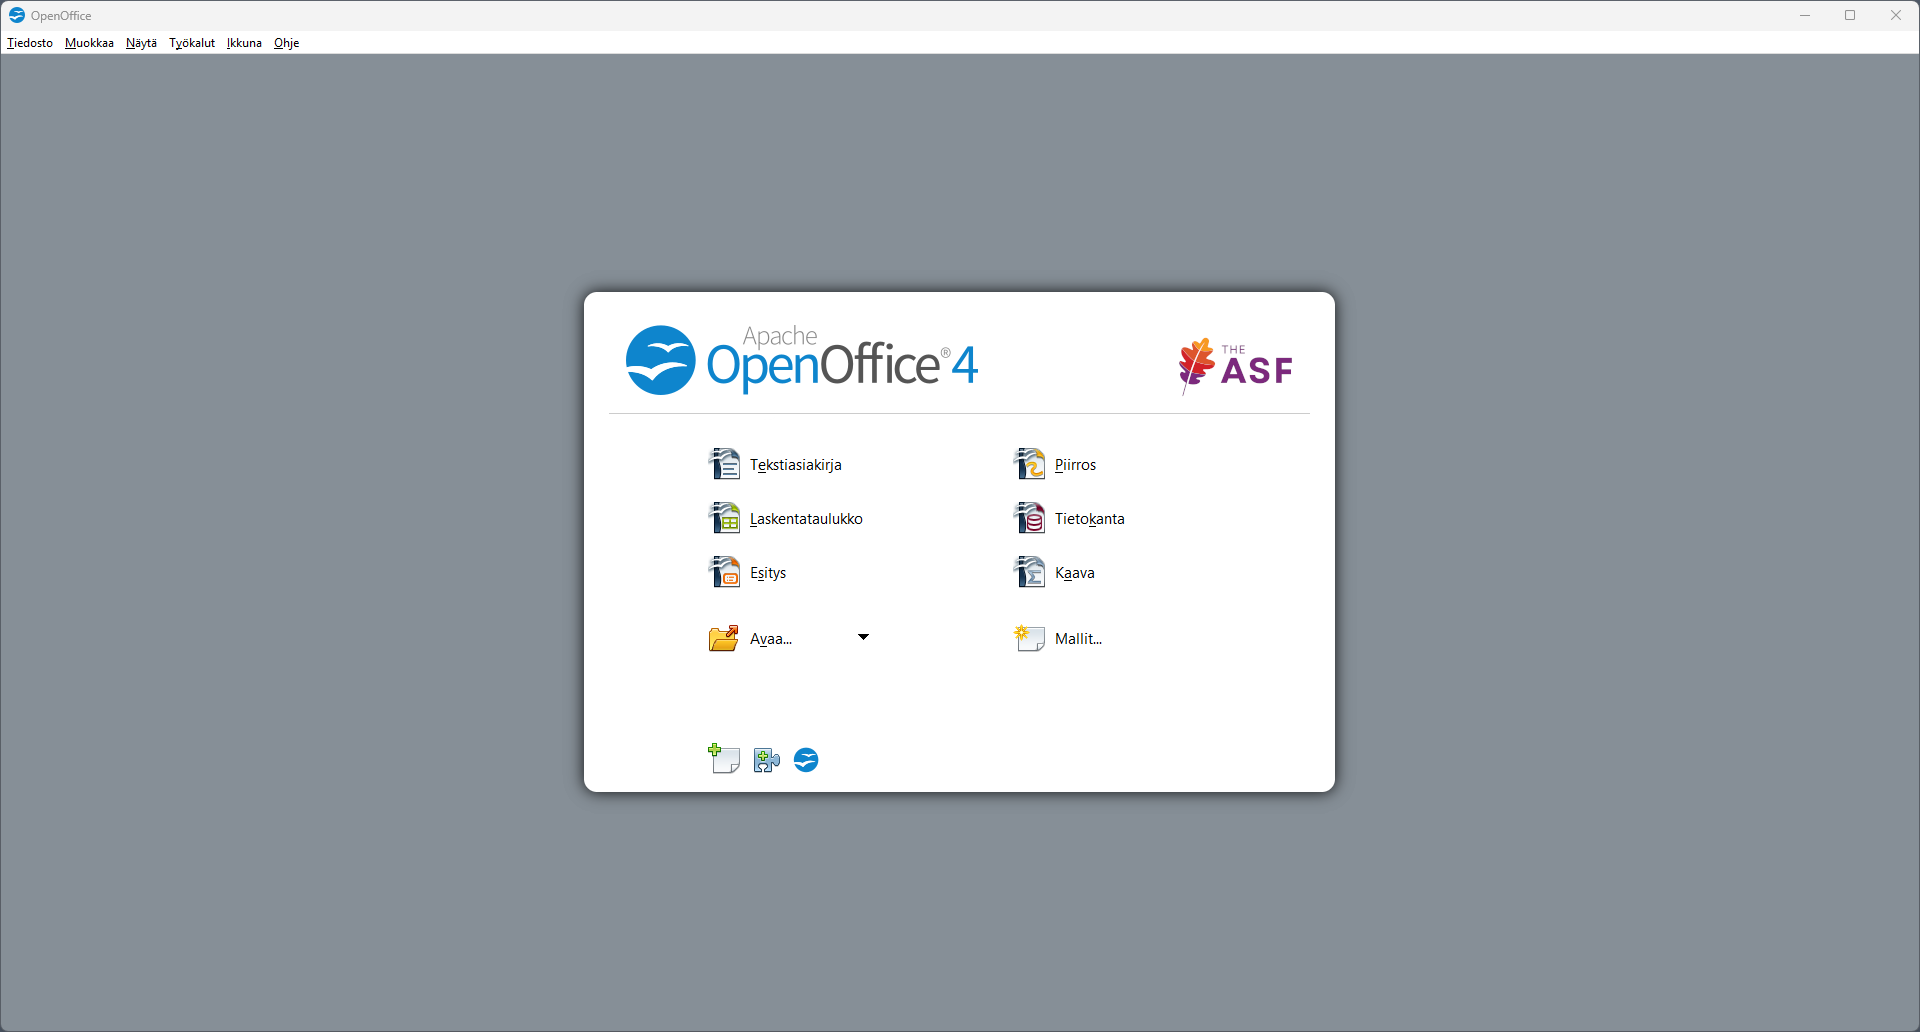 OpenOffice
Tiedosto Muokkaa Näytä Työkalut Ikkuna Ohje
Apache
OpenOffice® 4
THE
ASF
Tekstiasiakirja
Piirros
Laskentataulukko
Tietokanta
Esitys
Kaava
Avaa...
Mallit...